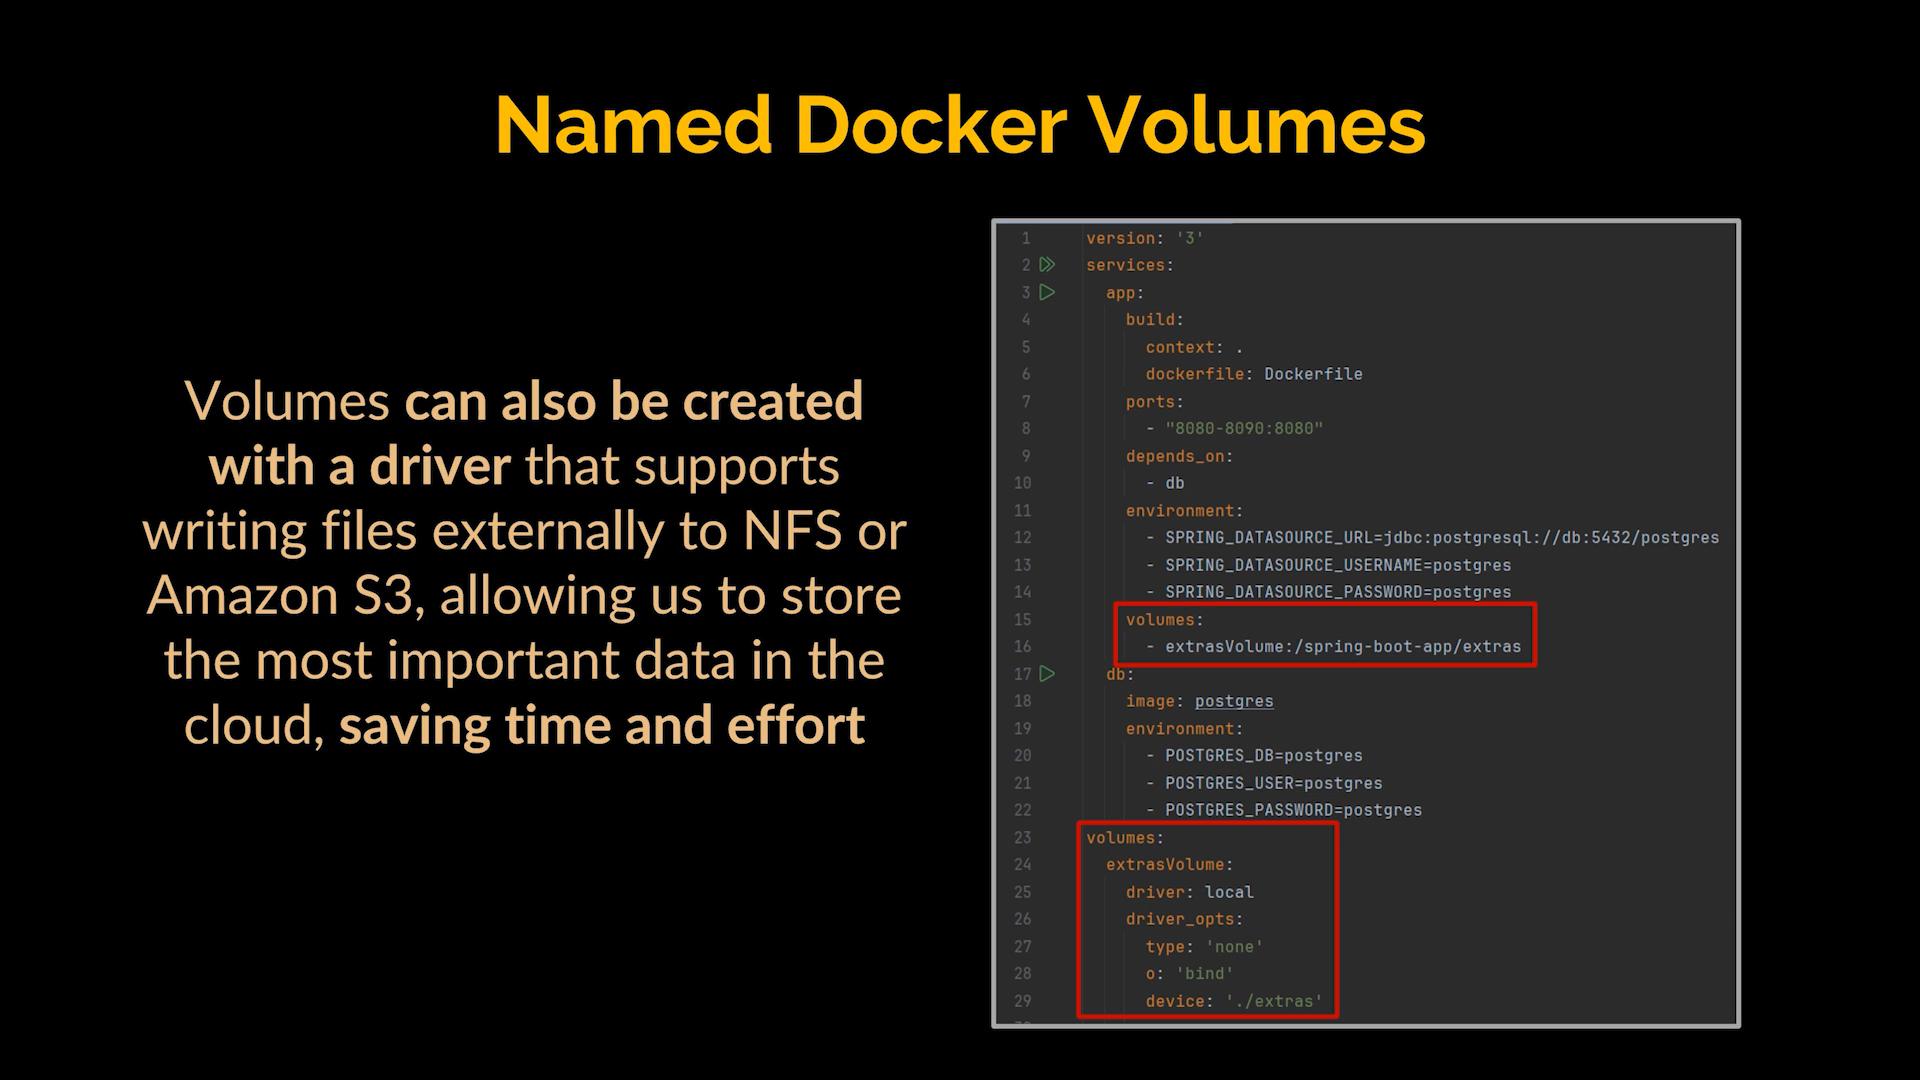 Named Docker Volumes
Volumes can also be created
with a driver that supports
writing files externally to NFS or
Amazon S3, allowing us to store
the most important data in the
cloud, saving time and effort
1 version: '3'
2 services:
3 app:
4 build:
5 context: .
6 dockerfile: Dockerfile
7 ports:
8 - "8080-8090:8080"
9 depends_on:
10 - db
11 environment:
12 - SPRING_DATASOURCE_URL=jdbc:postgresql://db:5432/postgres
13 - SPRING_DATASOURCE_USERNAME=postgres
14 - SPRING_DATASOURCE_PASSWORD=postgres
15 volumes:
16 - extrasVolume:/spring-boot-app/extras
17 db:
18 image: postgres
19 environment:
20 - POSTGRES_DB=postgres
21 - POSTGRES_USER=postgres
22 - POSTGRES_PASSWORD=postgres
23 volumes:
24 extrasVolume:
25 driver: local
26 driver_opts:
27 type: 'none'
28 o: 'bind'
29 device: './extras'